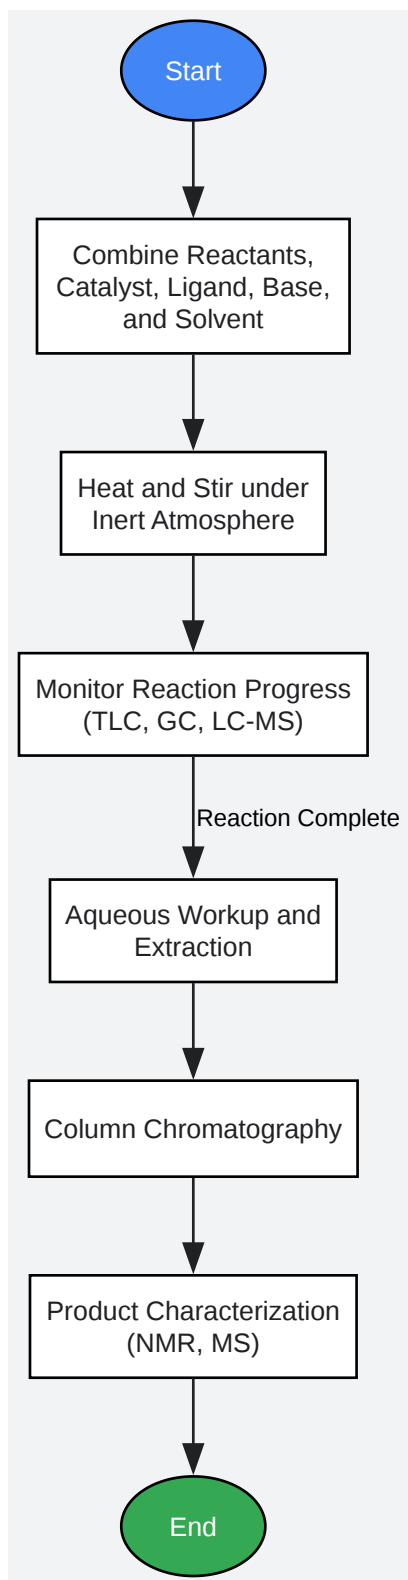 Start
Combine Reactants,
Catalyst, Ligand, Base,
and Solvent
Heat and Stir under
Inert Atmosphere
Monitor Reaction Progress
(TLC, GC, LC-MS)
Reaction Complete
Aqueous Workup and
Extraction
Column Chromatography
Product Characterization
(NMR, MS)
End